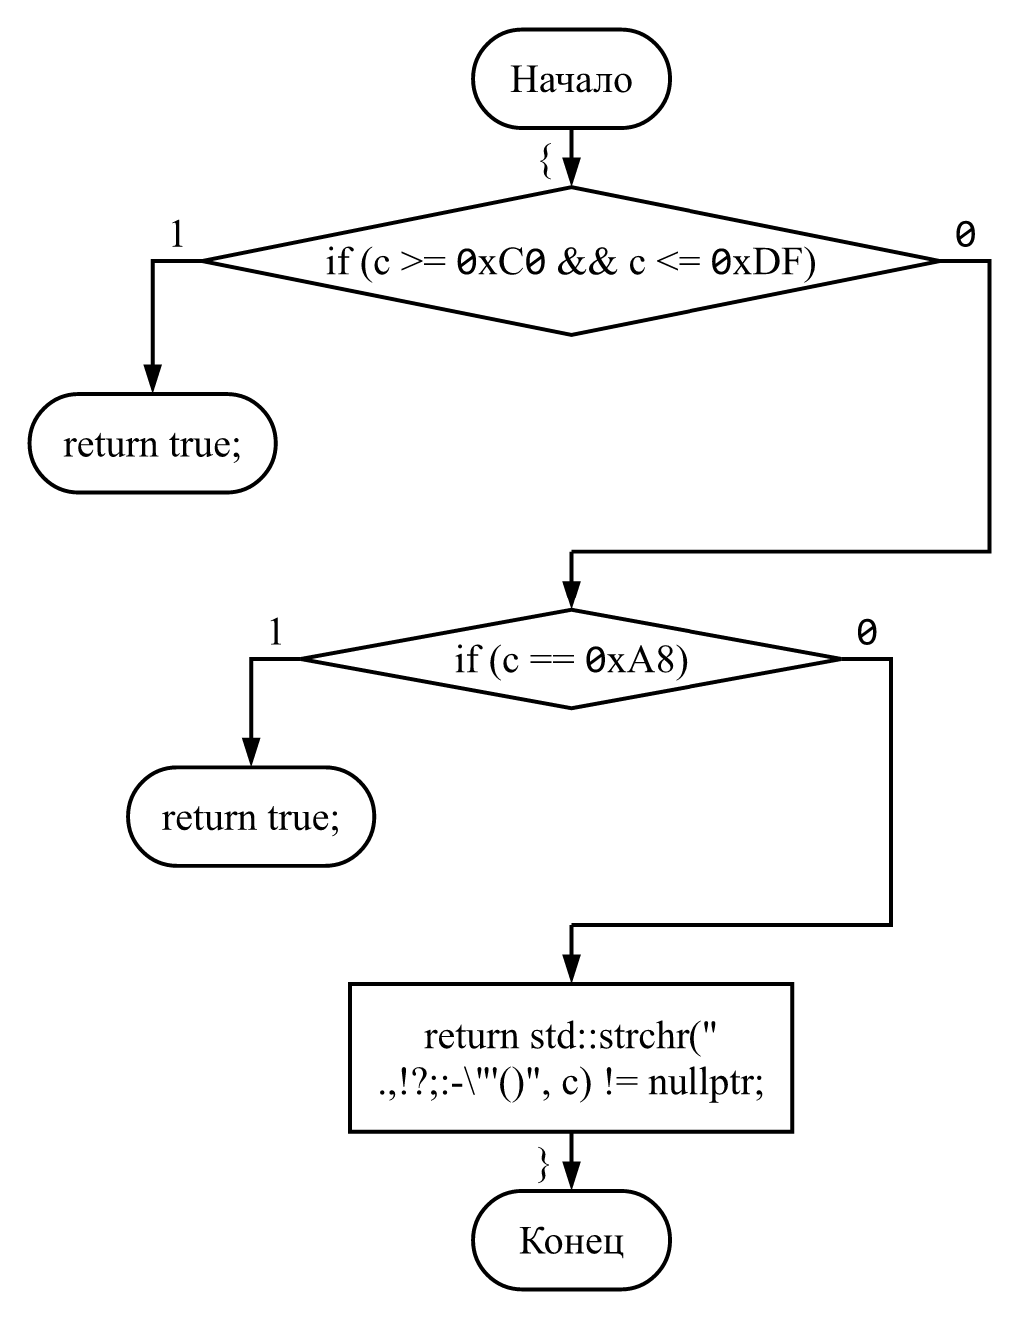 Начало
{
1
0
if (c >= 0xC0 && c <= 0xDF)
return true;
1
0
if (c == 0xA8)
return true;
return std::strchr("
.,!?;:-\"'()", c) != nullptr;
}
Конец